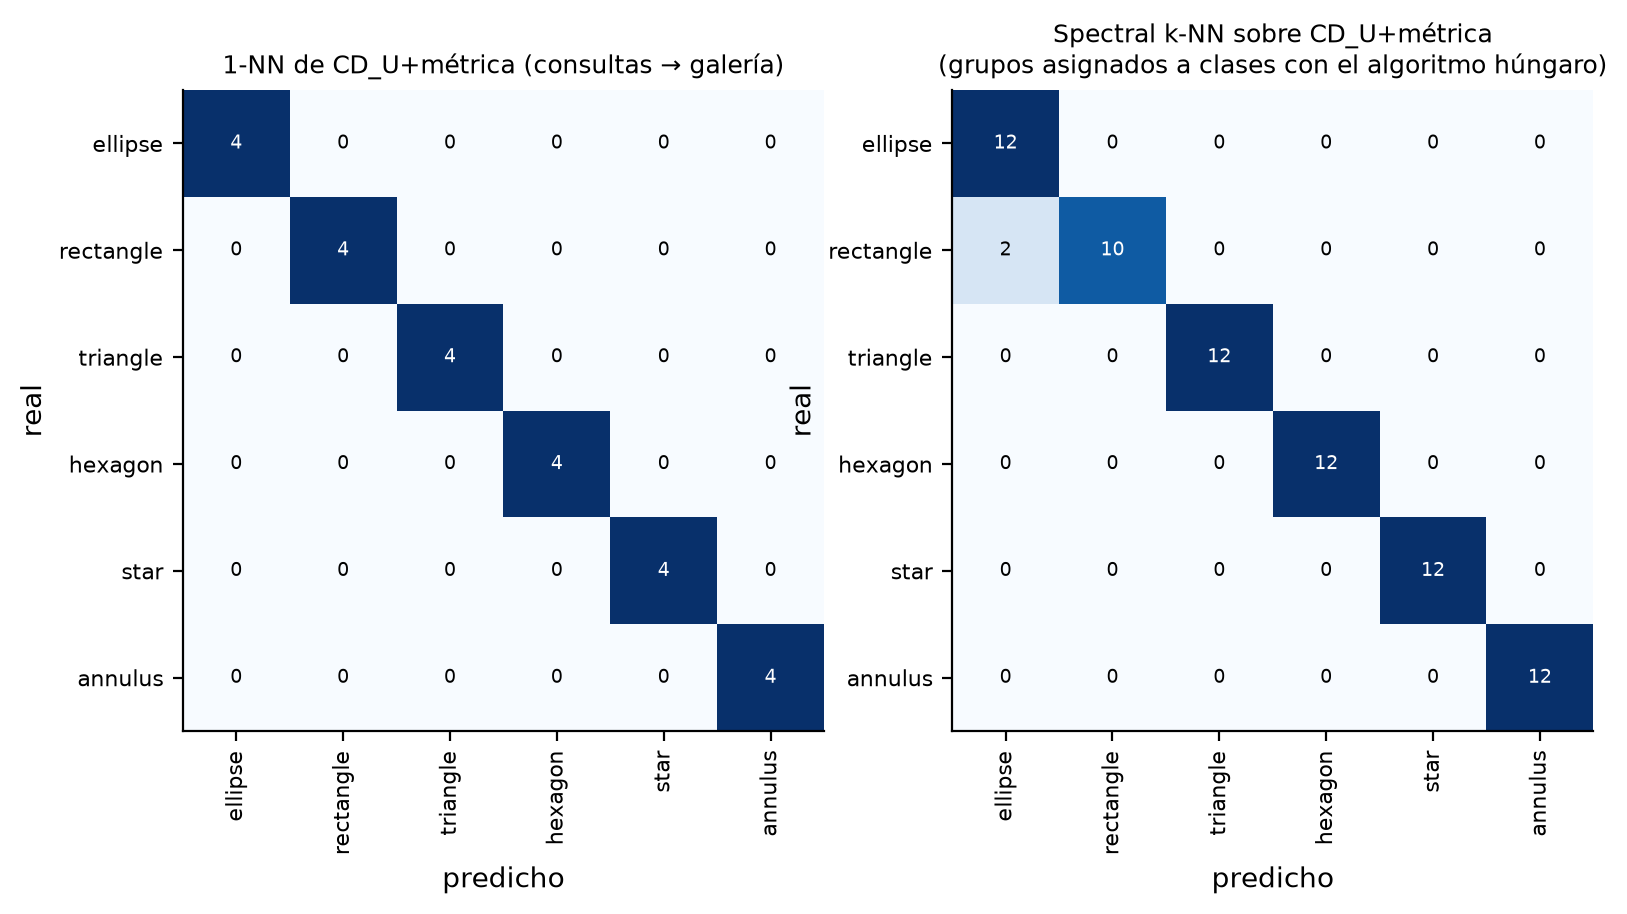 1-NN de CD_U+métrica (consultas → galería)
real
ellipse 4 0 0 0 0 0
rectangle 0 4 0 0 0 0
triangle 0 0 4 0 0 0
hexagon 0 0 0 4 0 0
star 0 0 0 0 4 0
annulus 0 0 0 0 0 4
ellipse rectangle triangle hexagon star annulus
predicho
Spectral k-NN sobre CD_U+métrica
(grupos asignados a clases con el algoritmo húngaro)
real
ellipse 12 0 0 0 0 0
rectangle 2 10 0 0 0 0
triangle 0 0 12 0 0 0
hexagon 0 0 0 12 0 0
star 0 0 0 0 12 0
annulus 0 0 0 0 0 12
ellipse rectangle triangle hexagon star annulus
predicho